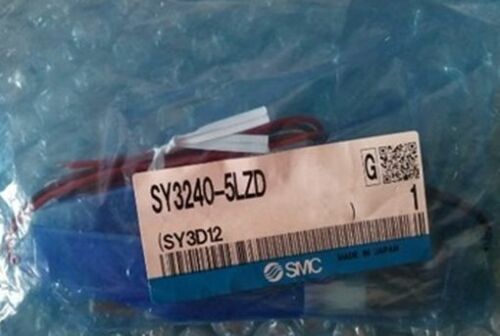 G
SY3240-5LZD
(SY3D12 )
1
SMC
MADE IN JAPAN